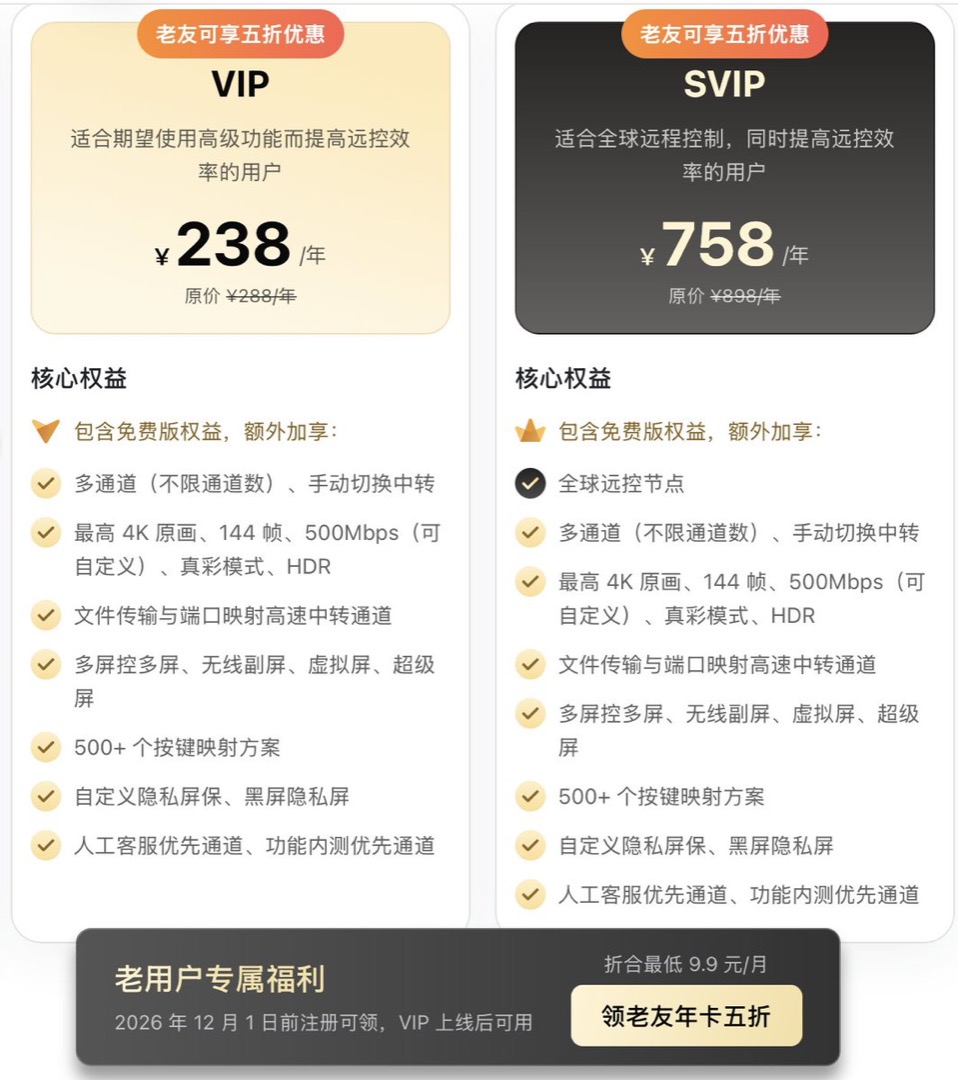 老友可享五折优惠
VIP
适合期望使用高级功能而提高远控效
率的用户
¥238 /年
原价 ¥288/年
核心权益
包含免费版权益，额外加享：
多通道（不限通道数）、手动切换中转
最高 4K 原画、144 帧、500Mbps（可
自定义）、真彩模式、HDR
文件传输与端口映射高速中转通道
多屏控多屏、无线副屏、虚拟屏、超级
屏
500+ 个按键映射方案
自定义隐私屏保、黑屏隐私屏
人工客服优先通道、功能内测优先通道
老友可享五折优惠
SVIP
适合全球远程控制，同时提高远控效
率的用户
¥758 /年
原价 ¥898/年
核心权益
包含免费版权益，额外加享：
全球远控节点
多通道（不限通道数）、手动切换中转
最高 4K 原画、144 帧、500Mbps（可
自定义）、真彩模式、HDR
文件传输与端口映射高速中转通道
多屏控多屏、无线副屏、虚拟屏、超级
屏
500+ 个按键映射方案
自定义隐私屏保、黑屏隐私屏
人工客服优先通道、功能内测优先通道
老用户专属福利
2026 年 12 月 1 日前注册可领，VIP 上线后可用
折合最低 9.9 元/月
领老友年卡五折